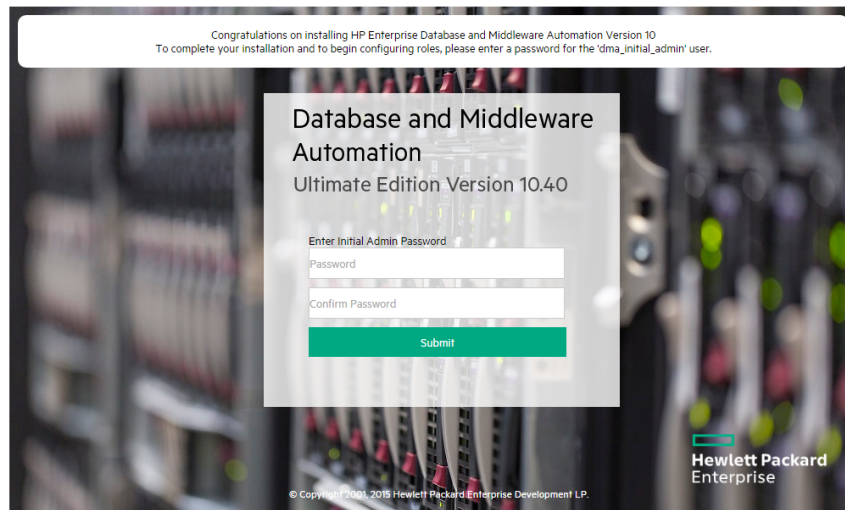 Congratulations on installing HP Enterprise Database and Middleware Automation Version 10
To complete your installation and to begin configuring roles, please enter a password for the 'dma_initial_admin' user.
Database and Middleware
Automation
Ultimate Edition Version 10.40
Enter Initial Admin Password
Password
Confirm Password
Submit
Hewlett Packard
Enterprise
© Copyright 2001, 2015 Hewlett Packard Enterprise Development LP.